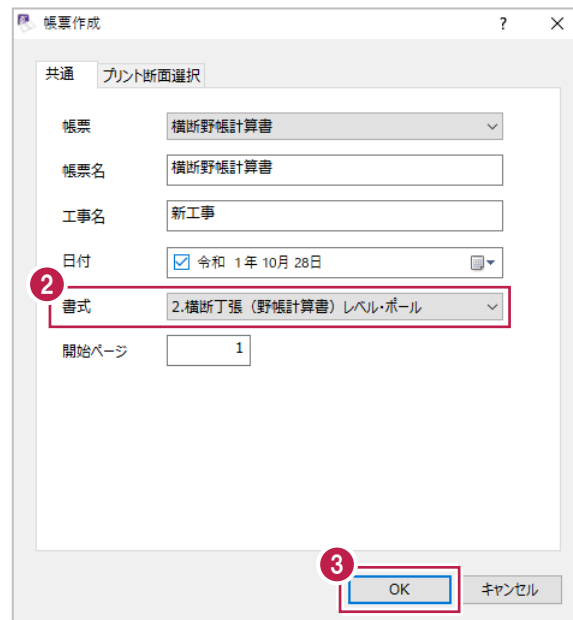 帳票作成 ? ×
共通 プリント断面選択
帳票 横断野帳計算書
帳票名 横断野帳計算書
工事名 新工事
日付 令和 1年 10月 28日
2
書式 2.横断丁張（野帳計算書）レベル・ポール
開始ページ 1
3
OK キャンセル